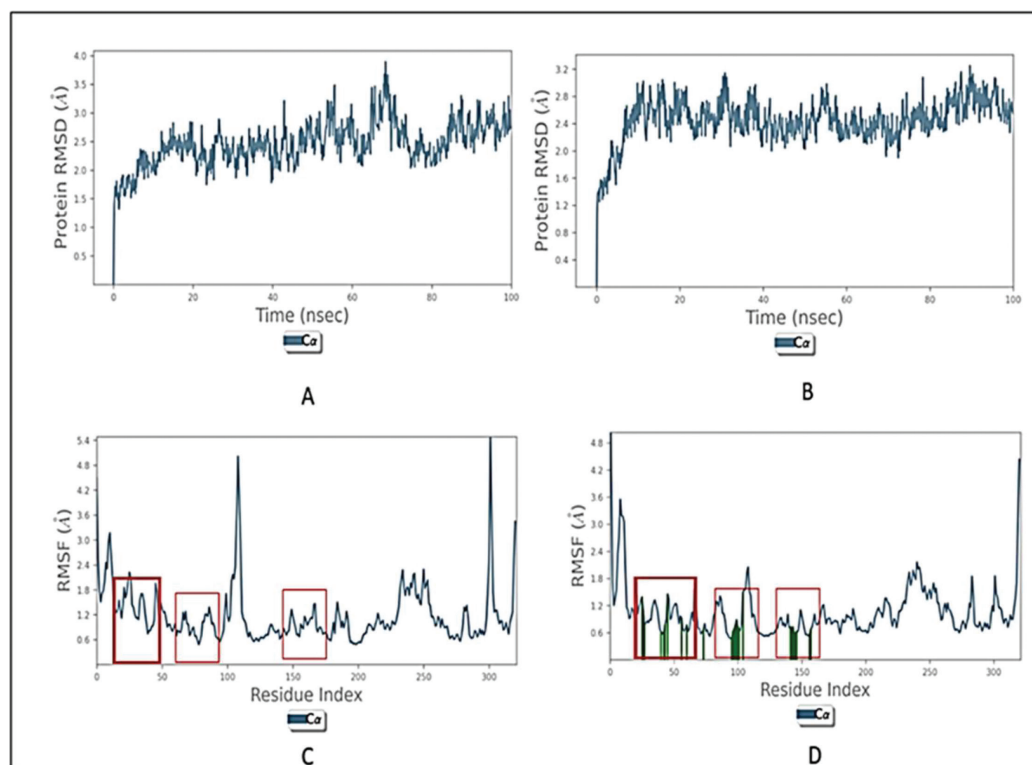 4.0
3.5
3.0
2.5
2.0
1.5
1.0
0.5
Protein RMSD (Å)
0 20 40 60 80 100
Time (nsec)
Cα
A
3.2
2.8
2.4
2.0
1.6
1.2
0.8
0.4
Protein RMSD (Å)
0 20 40 60 80 100
Time (nsec)
Cα
B
5.4
4.8
4.2
3.6
3.0
2.4
1.8
1.2
0.6
RMSF (Å)
0 50 100 150 200 250 300
Residue Index
Cα
C
4.8
4.2
3.6
3.0
2.4
1.8
1.2
0.6
RMSF (Å)
0 50 100 150 200 250 300
Residue Index
Cα
D